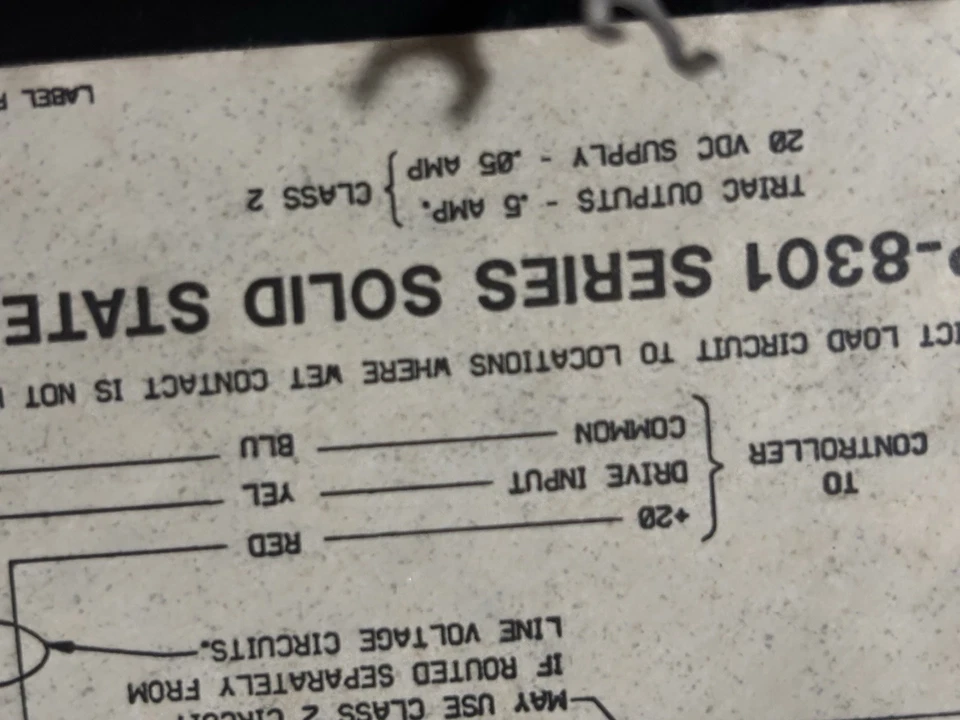 MAY USE CLASS 2
IF ROUTED SEPARATELY FROM
LINE VOLTAGE CIRCUITS.
TO
CONTROLLER
+20 RED
DRIVE INPUT YEL
COMMON BLU
LOAD CIRCUIT TO LOCATIONS WHERE WET CONTACT IS NOT
-8301 SERIES SOLID STATE
TRIAC OUTPUTS - .5 AMP.
20 VDC SUPPLY - .05 AMP
CLASS 2
LABEL